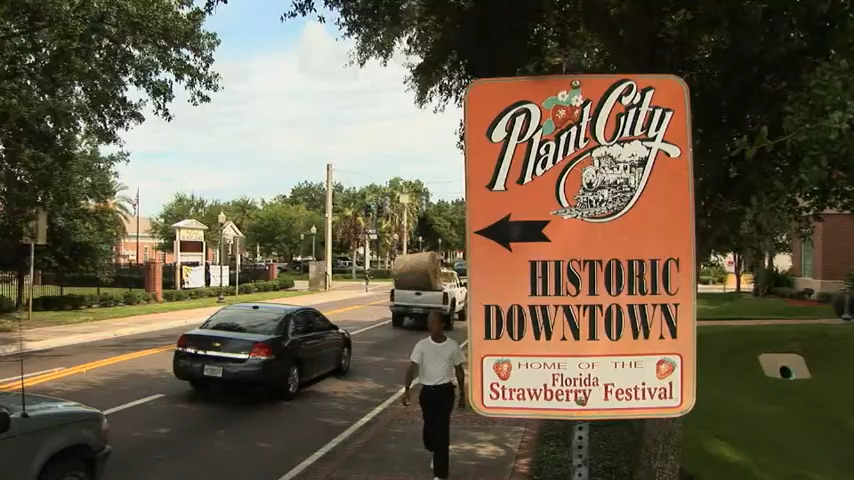 Plant City
HISTORIC
DOWNTOWN
HOME OF THE
Florida
Strawberry Festival